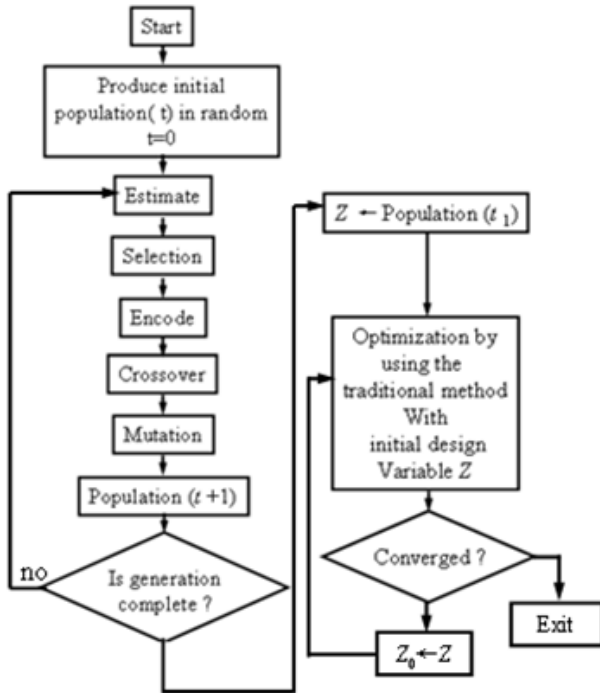 Start
Produce initial
population( t) in random
t=0
Estimate
Selection
Encode
Crossover
Mutation
Population (t +1)
Is generation
complete ?
no
Z ← Population (t 1)
Optimization by
using the
traditional method
With
initial design
Variable Z
Converged ?
Z0←Z
Exit